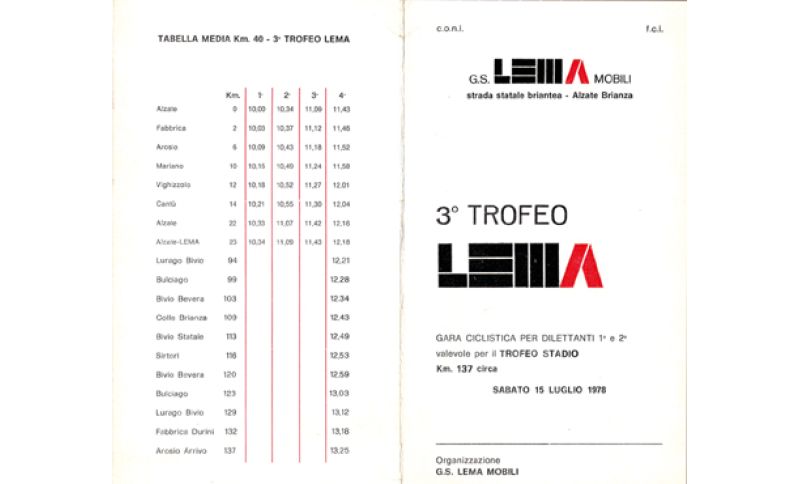 TABELLA MEDIA Km. 40 - 3° TROFEO LEMA
Km. 1° 2° 3° 4°
Alzate 0 10,00 10,34 11,09 11,43
Fabbrica 2 10,03 10,37 11,12 11,46
Arosio 6 10,09 10,43 11,18 11,52
Mariano 10 10,15 10,49 11,24 11,58
Vighizzolo 12 10,18 10,52 11,27 12,01
Cantù 14 10,21 10,55 11,30 12,04
Alzate 22 10,33 11,07 11,42 12,16
Alzate-LEMA 23 10,34 11,09 11,43 12,18
Lurago Bivio 94 12,21
Bulciago 99 12,28
Bivio Bevera 103 12,34
Colle Brianza 109 12,43
Bivio Statale 113 12,49
Sirtori 116 12,53
Bivio Bovera 120 12,59
Bulciago 123 13,03
Lurago Bivio 129 13,12
Fabbrica Durini 132 13,16
Arosio Arrivo 137 13,25
c.o.n.i. f.c.i.
G.S. LEMA MOBILI
strada statale briantea - Alzate Brianza
3° TROFEO
LEMA
GARA CICLISTICA PER DILETTANTI 1ª e 2ª
valevole per il TROFEO STADIO
Km. 137 circa
SABATO 15 LUGLIO 1978
Organizzazione
G.S. LEMA MOBILI